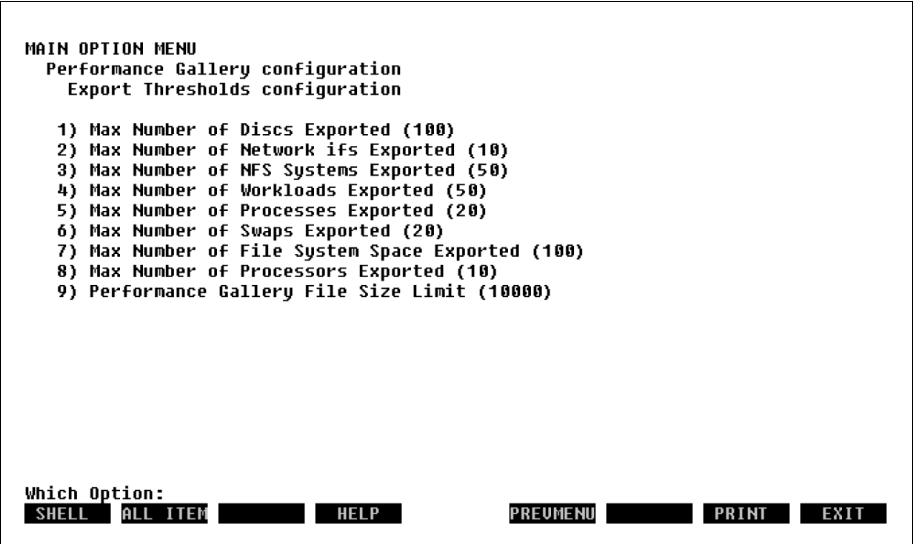 MAIN OPTION MENU
Performance Gallery configuration
Export Thresholds configuration
1) Max Number of Discs Exported (100)
2) Max Number of Network ifs Exported (10)
3) Max Number of NFS Systems Exported (50)
4) Max Number of Workloads Exported (50)
5) Max Number of Processes Exported (20)
6) Max Number of Swaps Exported (20)
7) Max Number of File System Space Exported (100)
8) Max Number of Processors Exported (10)
9) Performance Gallery File Size Limit (10000)
Which Option:
SHELL ALL ITEM HELP PREVMENU PRINT EXIT